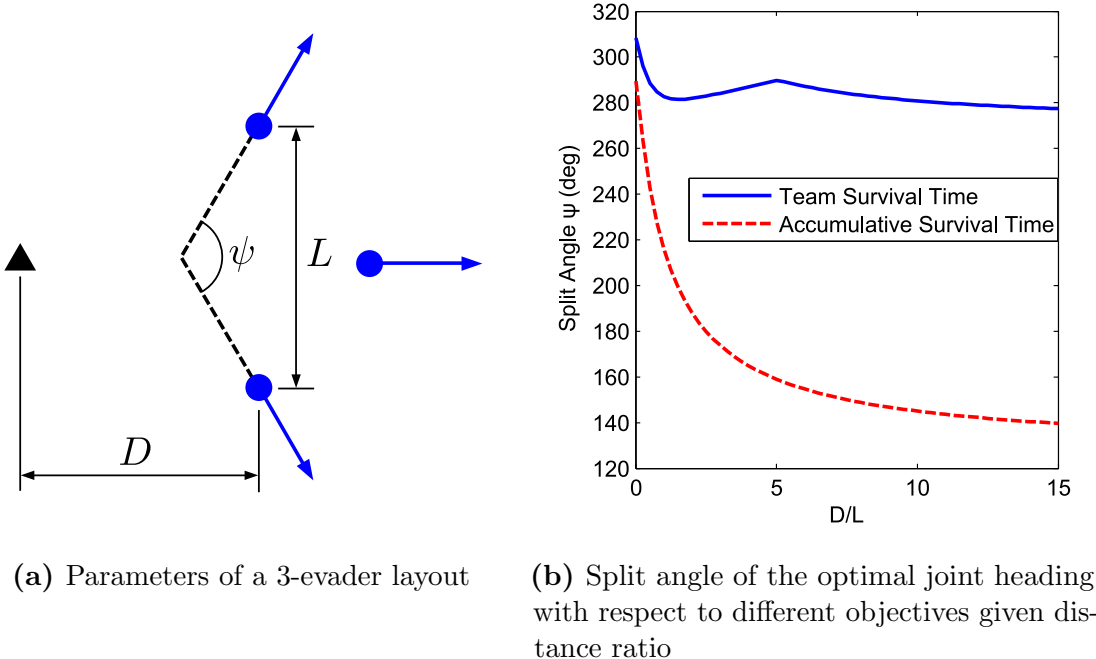 ψ
L
D
320
300
280
260
240
220
200
180
160
140
120
Split Angle ψ (deg)
Team Survival Time
Accumulative Survival Time
0
5
10
15
D/L
(a) Parameters of a 3-evader layout
(b) Split angle of the optimal joint heading
with respect to different objectives given dis-
tance ratio